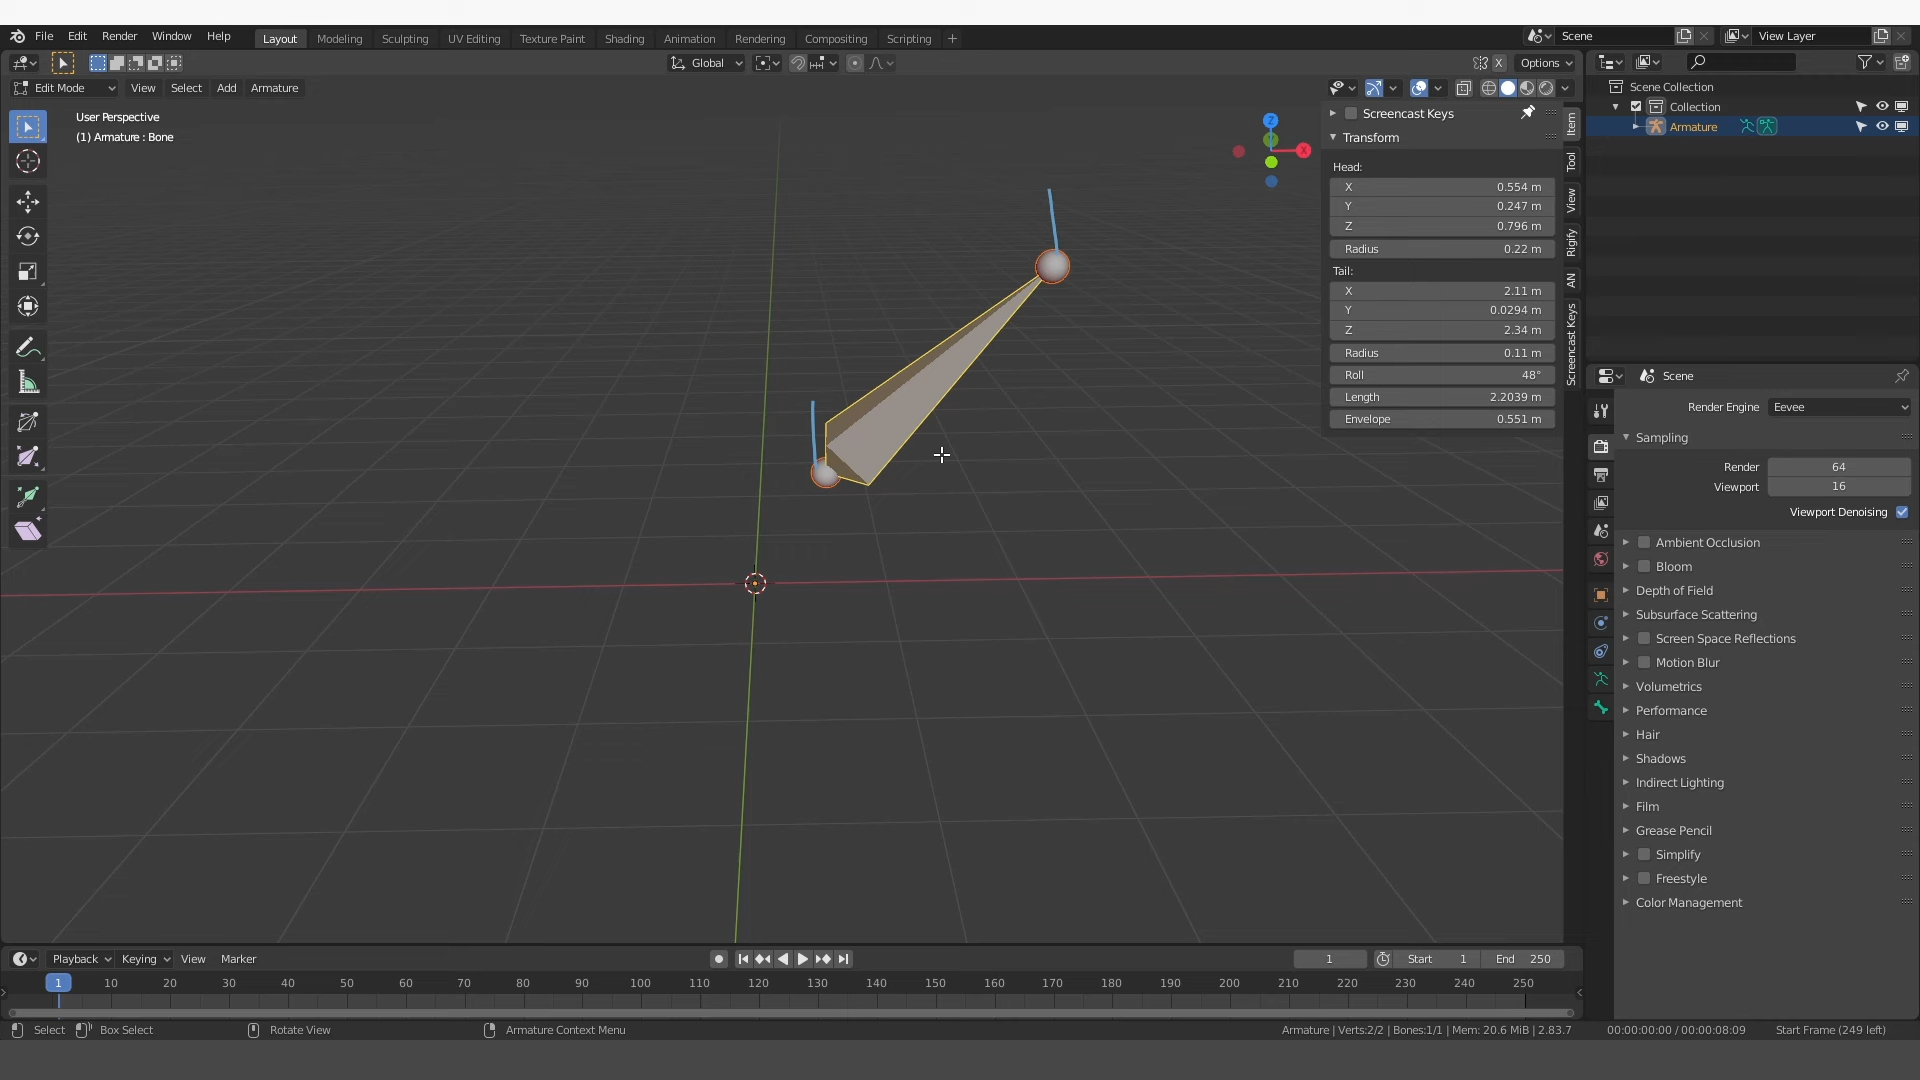 File Edit Render Window Help Layout Modeling Sculpting UV Editing Texture Paint Shading Animation Rendering Compositing Scripting + Scene View Layer
Global X Options
Edit Mode View Select Add Armature
User Perspective
(1) Armature : Bone
Z
X
Screencast Keys
Transform
Head:
X 0.554 m
Y 0.247 m
Z 0.796 m
Radius 0.22 m
Tail:
X 2.11 m
Y 0.0294 m
Z 2.34 m
Radius 0.11 m
Roll 48°
Length 2.2039 m
Envelope 0.551 m
Item
Tool
View
Rigify
AN
Screencast Keys
Scene Collection
Collection
Armature
Scene
Render Engine Eevee
Sampling
Render 64
Viewport 16
Viewport Denoising
Ambient Occlusion
Bloom
Depth of Field
Subsurface Scattering
Screen Space Reflections
Motion Blur
Volumetrics
Performance
Hair
Shadows
Indirect Lighting
Film
Grease Pencil
Simplify
Freestyle
Color Management
Playback Keying View Marker 1 Start 1 End 250
1 10 20 30 40 50 60 70 80 90 100 110 120 130 140 150 160 170 180 190 200 210 220 230 240 250
Select Box Select Rotate View Armature Context Menu Armature | Verts:2/2 | Bones:1/1 | Mem: 20.6 MiB | 2.83.7 00:00:00:00 / 00:00:08:09 Start Frame (249 left)